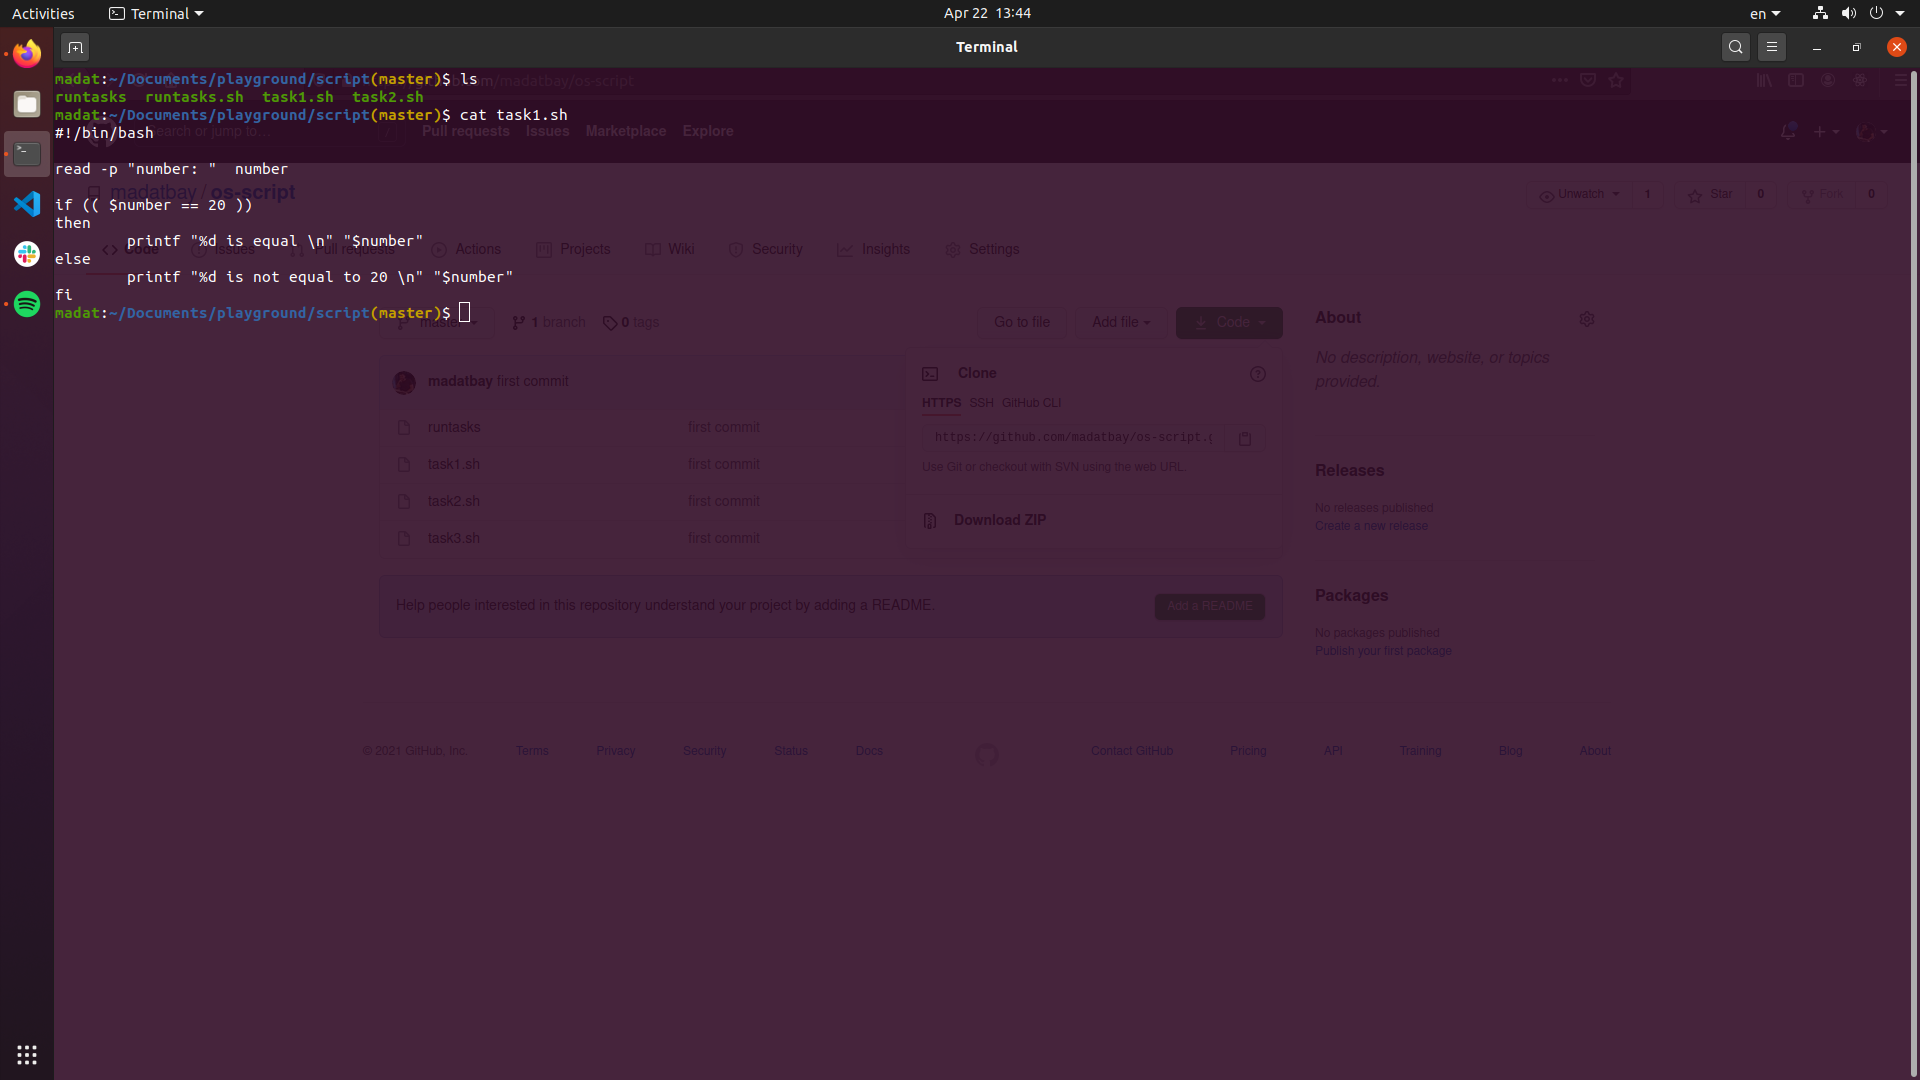 Activities
Terminal
Apr 22 13:44
en
Terminal
madat:~/Documents/playground/script(master)$ ls
runtasks runtasks.sh task1.sh task2.sh
madat:~/Documents/playground/script(master)$ cat task1.sh
#!/bin/bash
read -p "number: "  number
if (( $number == 20 ))
then
printf "%d is equal \n" "$number"
else
printf "%d is not equal to 20 \n" "$number"
fi
madat:~/Documents/playground/script(master)$
/madatbay/os-script
Search or jump to…
Pull requests Issues Marketplace Explore
madatbay / os-script
Unwatch 1 Star 0 Fork 0
Code Issues Pull requests Actions Projects Wiki Security Insights Settings
master 1 branch 0 tags
Go to file Add file Code
madatbay first commit
runtasks first commit
task1.sh first commit
task2.sh first commit
task3.sh first commit
Clone
HTTPS SSH GitHub CLI
https://github.com/madatbay/os-script.g
Use Git or checkout with SVN using the web URL.
Download ZIP
Help people interested in this repository understand your project by adding a README.
Add a README
About
No description, website, or topics
provided.
Releases
No releases published
Create a new release
Packages
No packages published
Publish your first package
© 2021 GitHub, Inc. Terms Privacy Security Status Docs Contact GitHub Pricing API Training Blog About